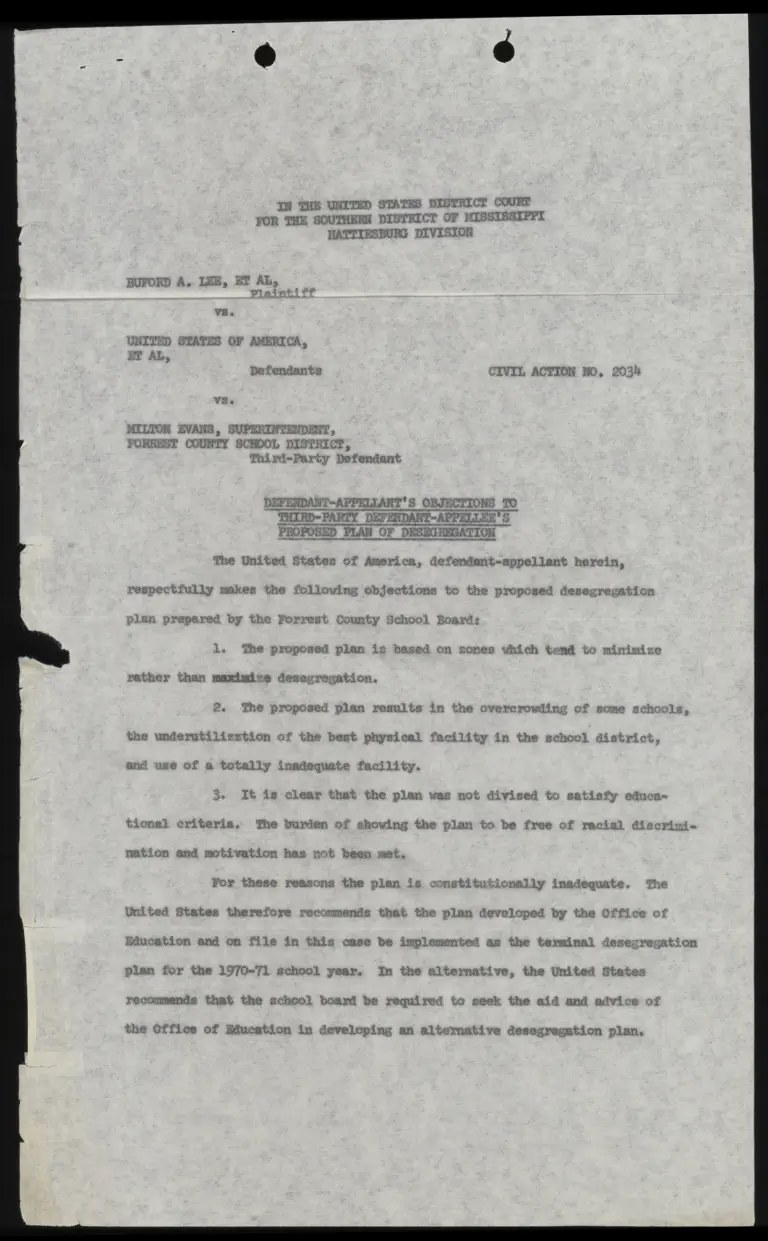 IN THE UNITED STATES DISTRICT COURT
FOR THE SOUTHERN DISTRICT OF MISSISSIPPI
HATTIESBURG DIVISION
BUFORD A. LEE, ET AL,
Plaintiff
vs.
UNITED STATES OF AMERICA,
ET AL,
Defendants
CIVIL ACTION NO. 2034
vs.
MILTON EVANS, SUPERINTENDENT,
FORREST COUNTY SCHOOL DISTRICT,
Third-Party Defendant
DEFENDANT-APPELLANT'S OBJECTIONS TO
THIRD-PARTY DEFENDANT-APPELLEE'S
PROPOSED PLAN OF DESEGREGATION
The United States of America, defendant-appellant herein,
respectfully makes the following objections to the proposed desegregation
plan prepared by the Forrest County School Board:
1. The proposed plan is based on zones which tend to minimize
rather than maximize desegregation.
2. The proposed plan results in the overcrowding of some schools,
the underutilization of the best physical facility in the school district,
and use of a totally inadequate facility.
3. It is clear that the plan was not divised to satisfy educa-
tional criteria. The burden of showing the plan to be free of racial discrimi-
nation and motivation has not been met.
For these reasons the plan is constitutionally inadequate. The
United States therefore recommends that the plan developed by the Office of
Education and on file in this case be implemented as the terminal desegregation
plan for the 1970-71 school year. In the alternative, the United States
recommends that the school board be required to seek the aid and advice of
the Office of Education in developing an alternative desegregation plan.